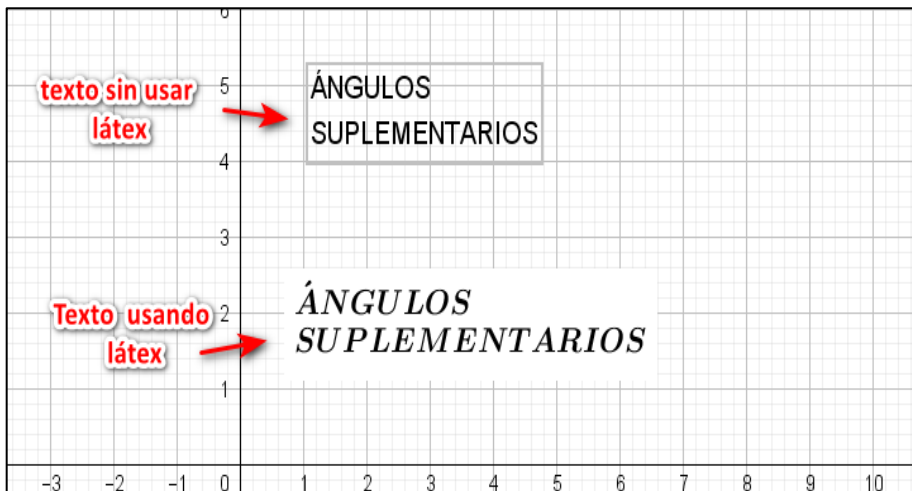 6
texto sin usar
látex
5
ÁNGULOS
SUPLEMENTARIOS
4
3
Texto usando
látex
2
ÁNGULOS
SUPLEMENTARIOS
1
−3 −2 −1 0 1 2 3 4 5 6 7 8 9 10